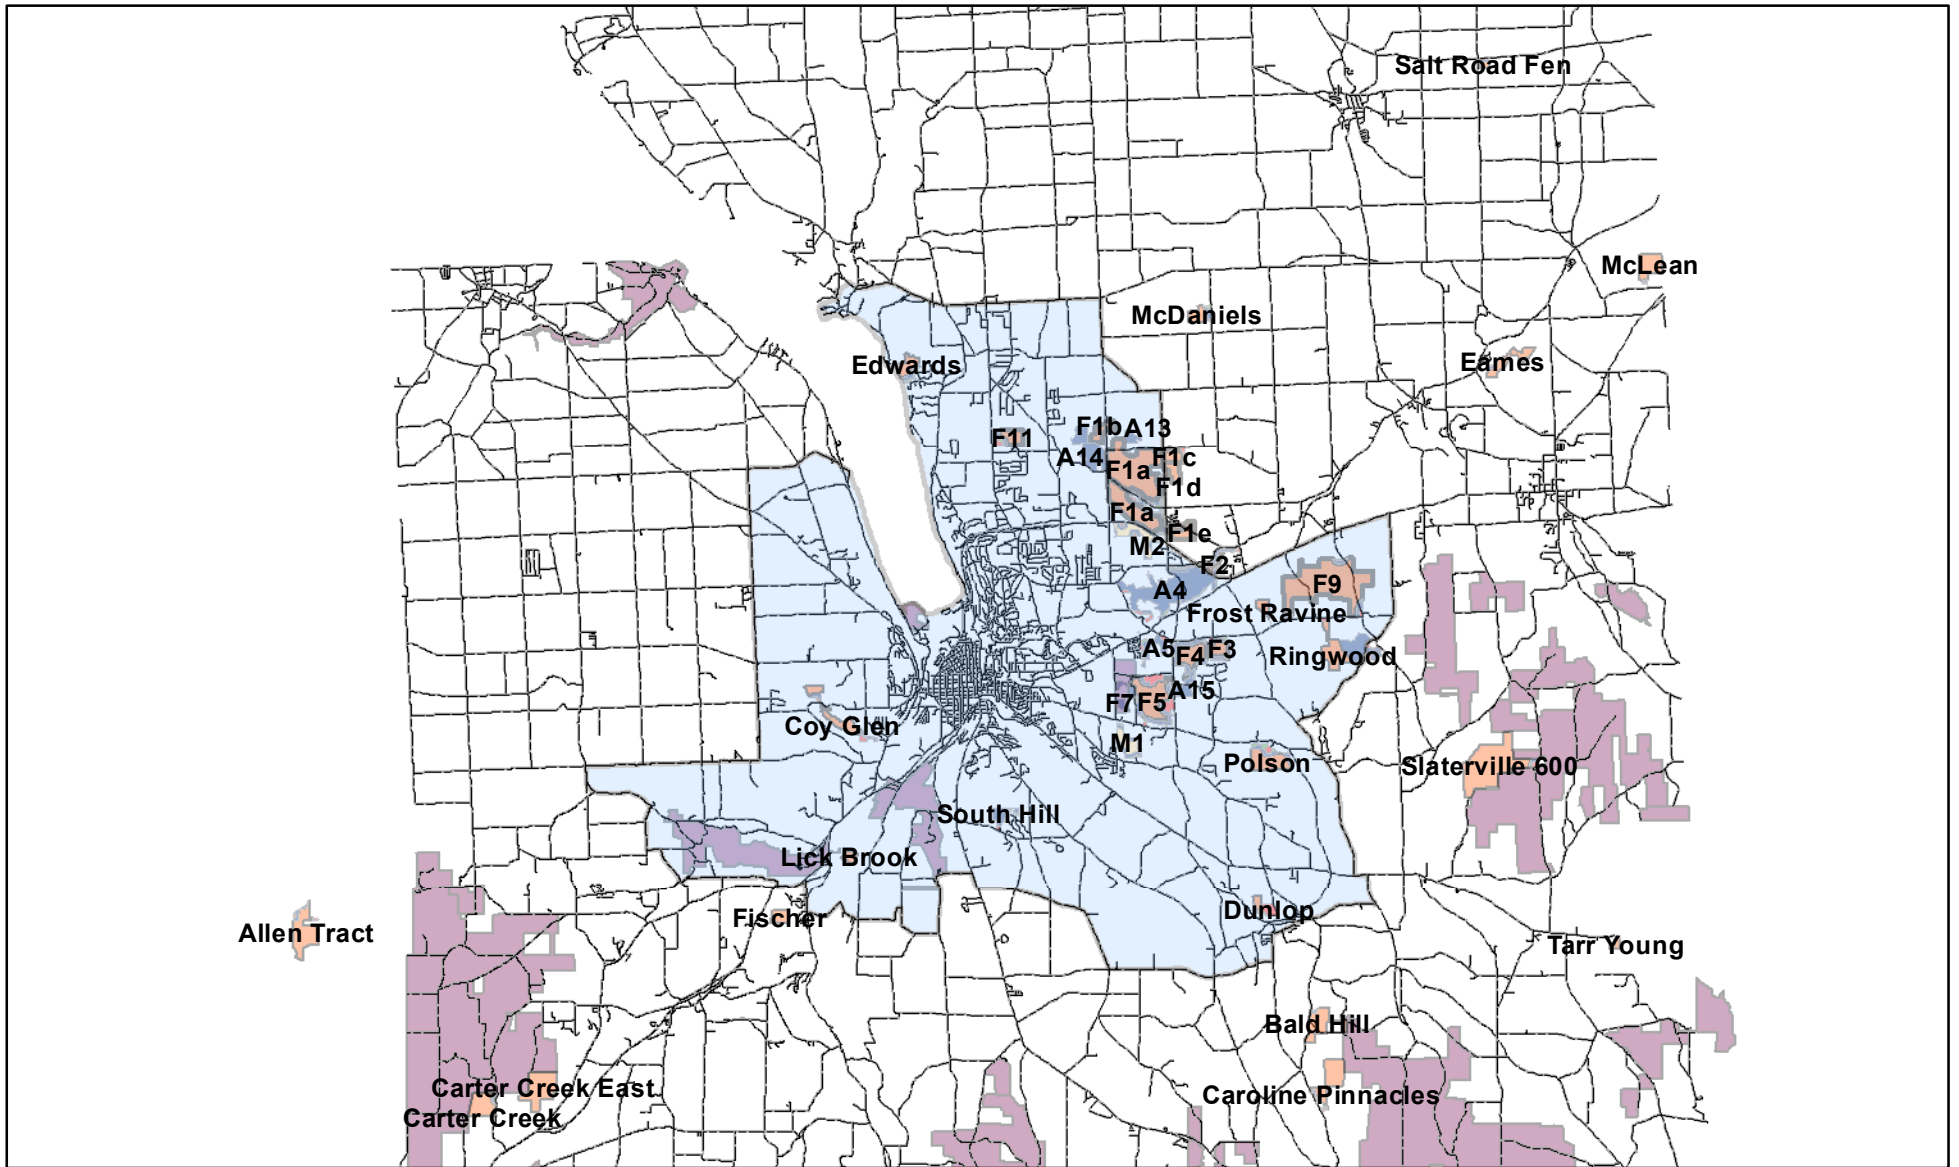 Salt Road Fen
McLean
McDaniels
Eames
Edwards
F1b
A13
F11
A14
F1c
F1a
F1d
F1a
F1e
M2
F2
F9
A4
Frost Ravine
A5
F4
F3
Ringwood
A15
F7
F5
Coy Glen
M1
Polson
Slaterville 600
South Hill
Lick Brook
Dunlop
Fischer
Allen Tract
Tarr Young
Bald Hill
Carter Creek East
Caroline Pinnacles
Carter Creek